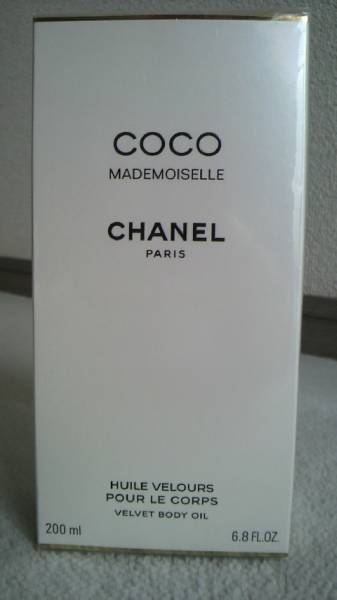 COCO
MADEMOISELLE
CHANEL
PARIS
HUILE VELOURS
POUR LE CORPS
VELVET BODY OIL
200 ml 6.8 FL.OZ.